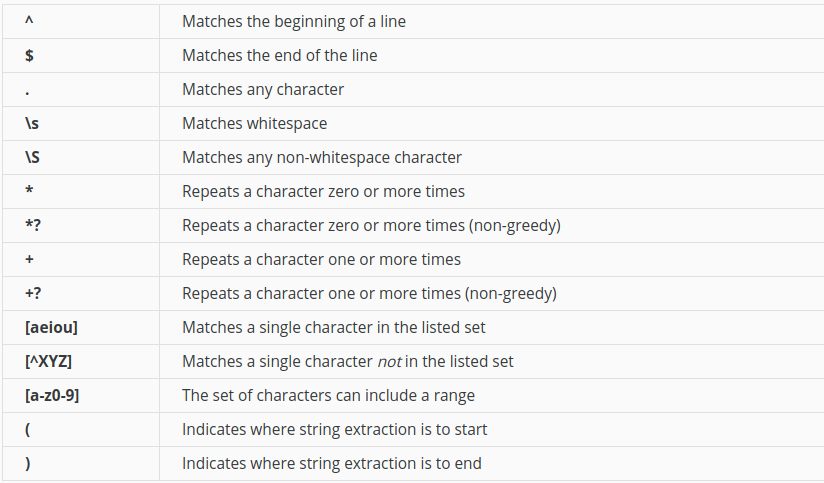 ^ Matches the beginning of a line
$ Matches the end of the line
. Matches any character
\s Matches whitespace
\S Matches any non-whitespace character
* Repeats a character zero or more times
*? Repeats a character zero or more times (non-greedy)
+ Repeats a character one or more times
+? Repeats a character one or more times (non-greedy)
[aeiou] Matches a single character in the listed set
[^XYZ] Matches a single character not in the listed set
[a-z0-9] The set of characters can include a range
( Indicates where string extraction is to start
) Indicates where string extraction is to end